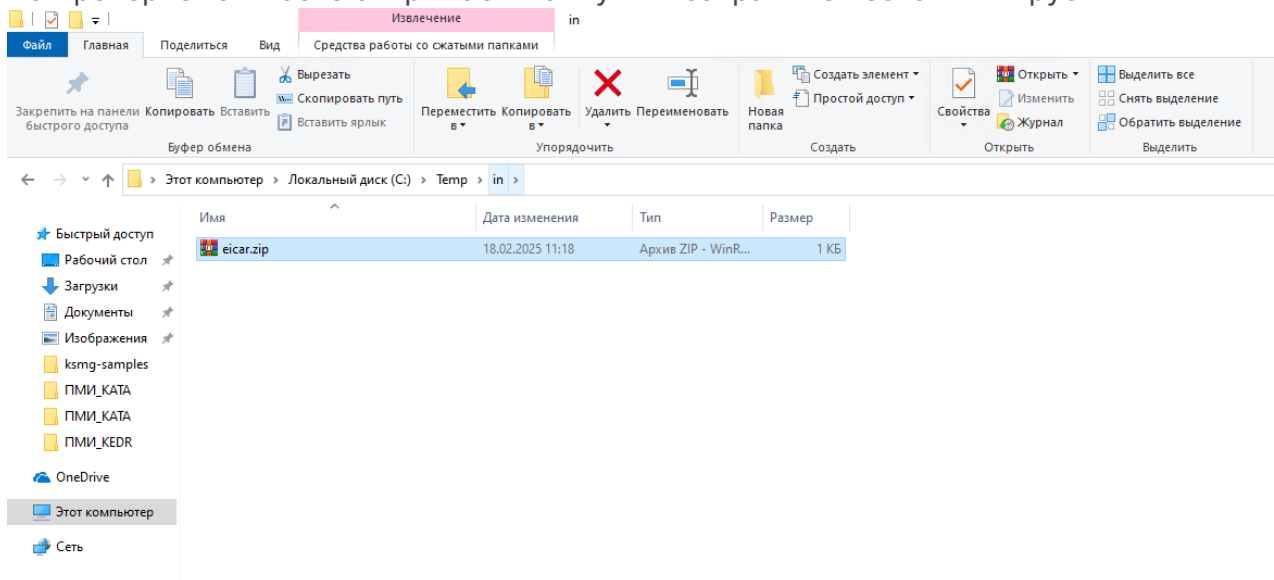 Извлечение
in
Файл
Главная
Поделиться
Вид
Средства работы со сжатыми папками
Закрепить на панели быстрого доступа
Копировать
Вставить
Вырезать
Скопировать путь
Вставить ярлык
Переместить в
Копировать в
Удалить
Переименовать
Новая папка
Создать элемент
Простой доступ
Свойства
Открыть
Изменить
Журнал
Выделить все
Снять выделение
Обратить выделение
Буфер обмена
Упорядочить
Создать
Открыть
Выделить
Этот компьютер > Локальный диск (C:) > Temp > in >
Имя
Дата изменения
Тип
Размер
eicar.zip
18.02.2025 11:18
Архив ZIP - WinR...
1 КБ
Быстрый доступ
Рабочий стол
Загрузки
Документы
Изображения
ksmg-samples
ПМИ_КАТА
ПМИ_КАТА
ПМИ_KEDR
OneDrive
Этот компьютер
Сеть